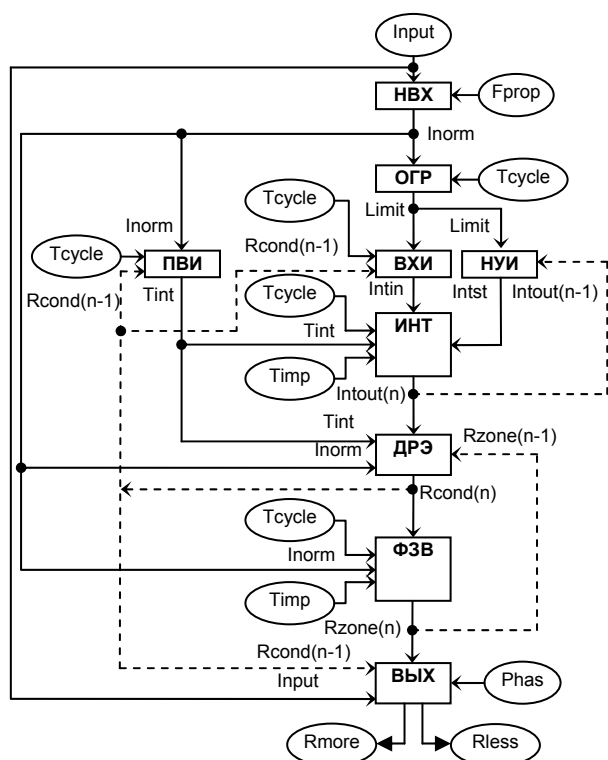 Input
НВХ
Fprop
Inorm
ОГР
Tcycle
Tcycle
Limit
Limit
Inorm
Rcond(n-1)
Tcycle
ПВИ
ВХИ
НУИ
Rcond(n-1)
Tint
Tcycle
Intin
Intst
Intout(n-1)
Tint
ИНТ
Timp
Intout(n)
Tint
Rzone(n-1)
Inorm
ДРЭ
Rcond(n)
Tcycle
Inorm
ФЗВ
Timp
Rzone(n)
Rcond(n-1)
Input
ВЫХ
Phas
Rmore
Rless